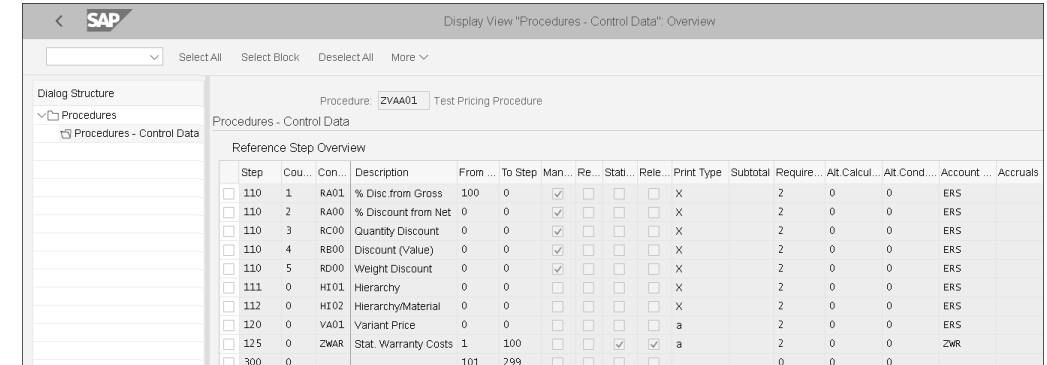 SAP Display View "Procedures - Control Data": Overview
Select All Select Block Deselect All More
Dialog Structure
Procedures
Procedures - Control Data
Procedure: ZVAA01 Test Pricing Procedure
Procedures - Control Data
Reference Step Overview
Step Cou... Con... Description From ... To Step Man... Re... Stati... Rele... Print Type Subtotal Require... Alt.Calcul... Alt.Cond.... Account ... Accruals
110 1 RA01 % Disc.from Gross 100 0 X 2 0 0 ERS
110 2 RA00 % Discount from Net 0 0 X 2 0 0 ERS
110 3 RC00 Quantity Discount 0 0 X 2 0 0 ERS
110 4 RB00 Discount (Value) 0 0 X 2 0 0 ERS
110 5 RD00 Weight Discount 0 0 X 2 0 0 ERS
111 0 HI01 Hierarchy 0 0 X 2 0 0 ERS
112 0 HI02 Hierarchy/Material 0 0 X 2 0 0 ERS
120 0 VA01 Variant Price 0 0 a 2 0 0 ERS
125 0 ZWAR Stat. Warranty Costs 1 100 a 2 0 0 ZWR
300 0 101 299 0 0 0